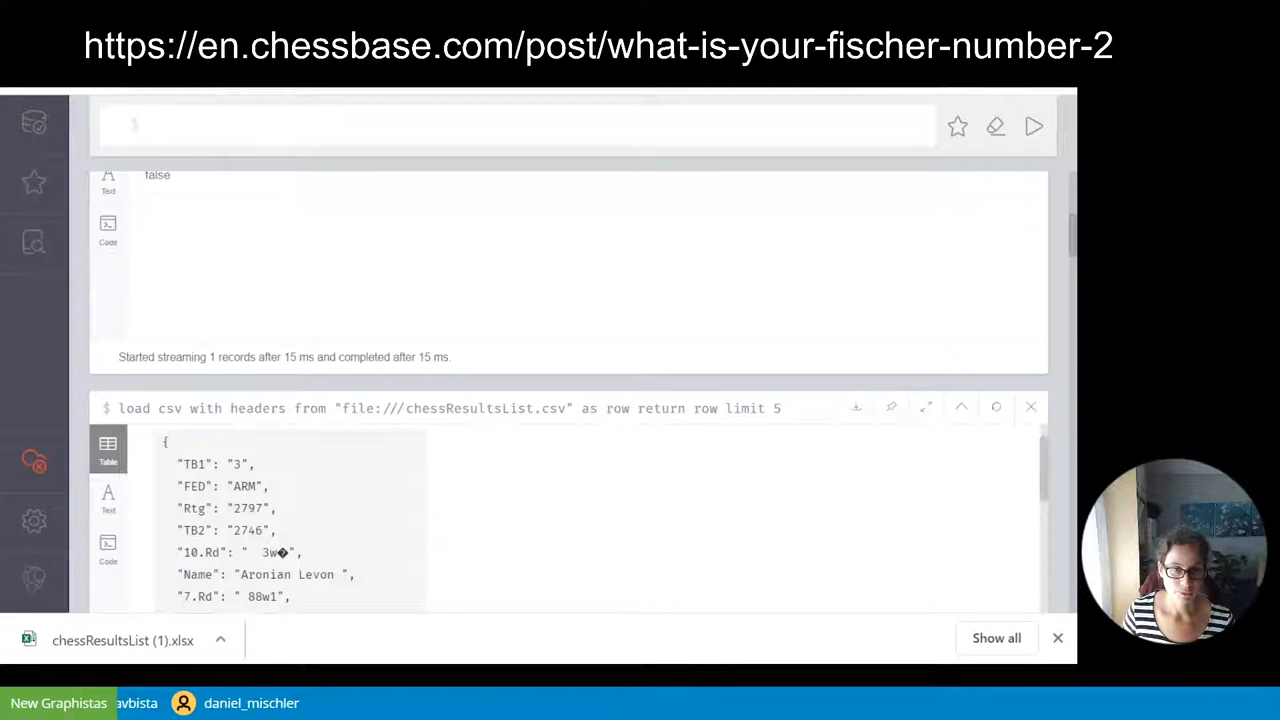 https://en.chessbase.com/post/what-is-your-fischer-number-2
$
false
Text
Code
Started streaming 1 records after 15 ms and completed after 15 ms.
$ load csv with headers from "file:///chessResultsList.csv" as row return row limit 5
{
Table
"TB1": "3",
"FED": "ARM",
Text
"Rtg": "2797",
"TB2": "2746",
Code
"10.Rd": "  3w�",
"Name": "Aronian Levon ",
"7.Rd": " 88w1",
chessResultsList (1).xlsx
Show all
New Graphistas
avbista
daniel_mischler